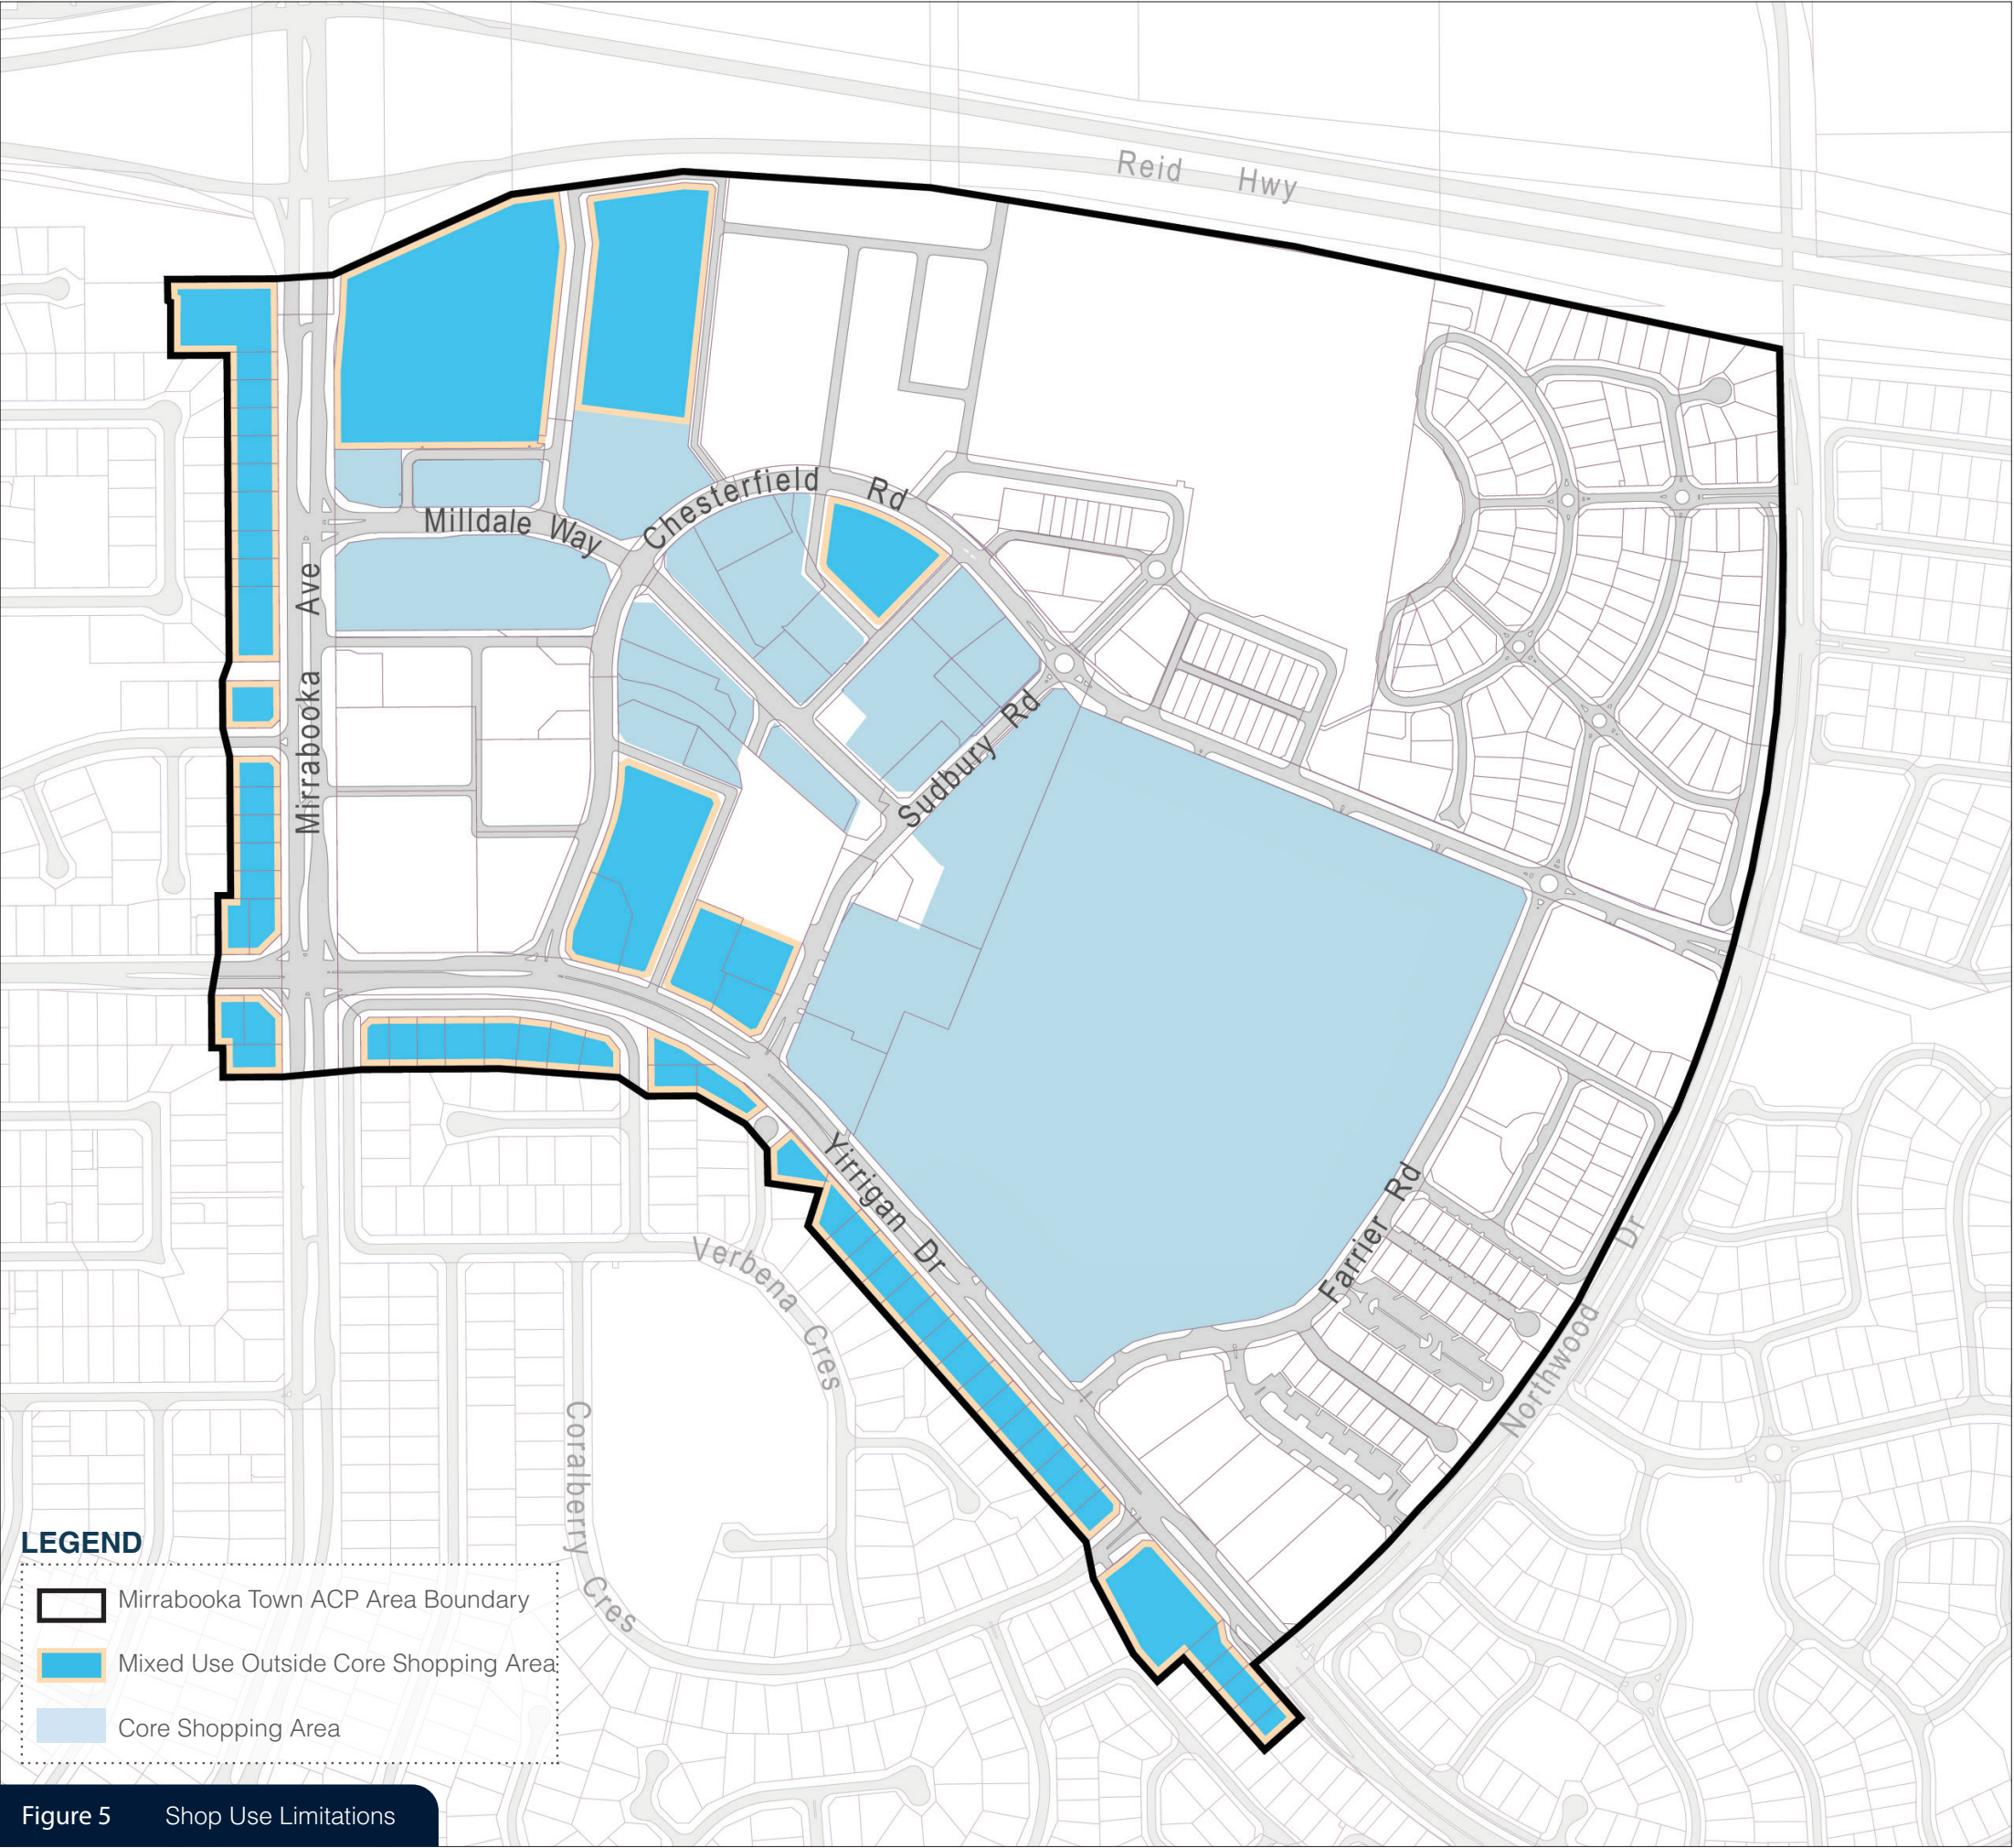 Reid Hwy
Chesterfield Rd
Milldale Way
Mirrabooka Ave
Sudbury Rd
Yirrigan Dr
Farrier Rd
Northwood Dr
Verbena Cres
Coralberry Cres
LEGEND
Mirrabooka Town ACP Area Boundary
Mixed Use Outside Core Shopping Area
Core Shopping Area
Figure 5 Shop Use Limitations